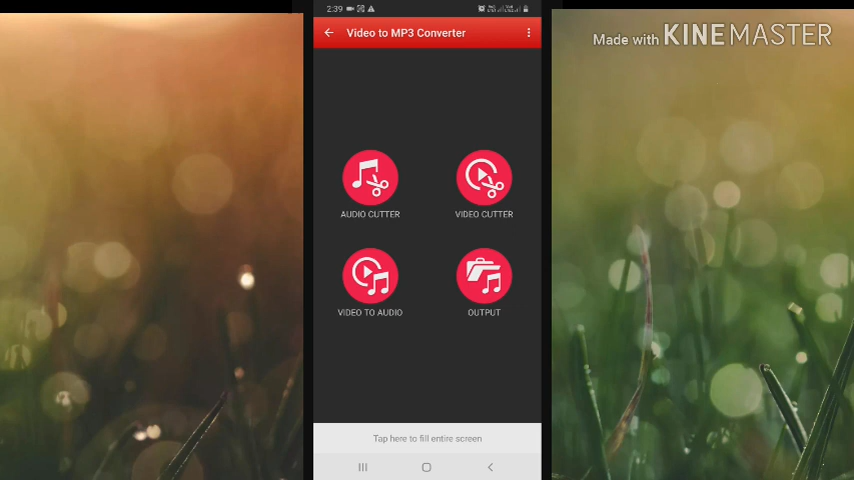 2:39
Made with KINEMASTER
Video to MP3 Converter
AUDIO CUTTER
VIDEO CUTTER
VIDEO TO AUDIO
OUTPUT
Tap here to fill entire screen